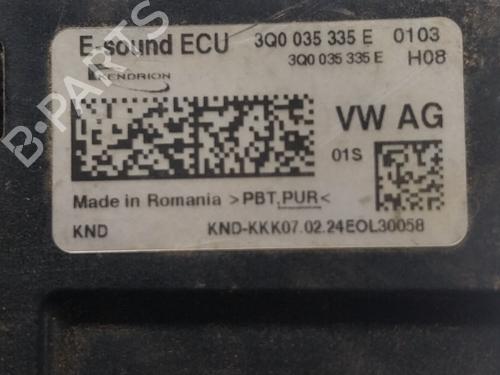 E-sound ECU 3Q0 035 335 E 0103
KENDRION 3Q0 035 335 E H08
VW AG
01S
Made in Romania >PBT,PUR<
KND KND-KKK07.02.24EOL30058
B-PARTS